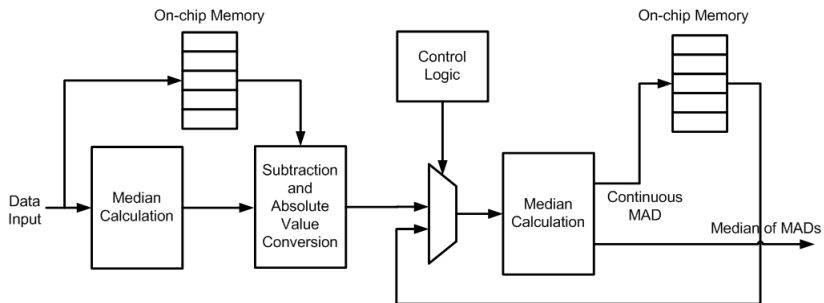 On-chip Memory
On-chip Memory
Control
Logic
Data
Input
Median
Calculation
Subtraction
and
Absolute
Value
Conversion
Median
Calculation
Continuous
MAD
Median of MADs